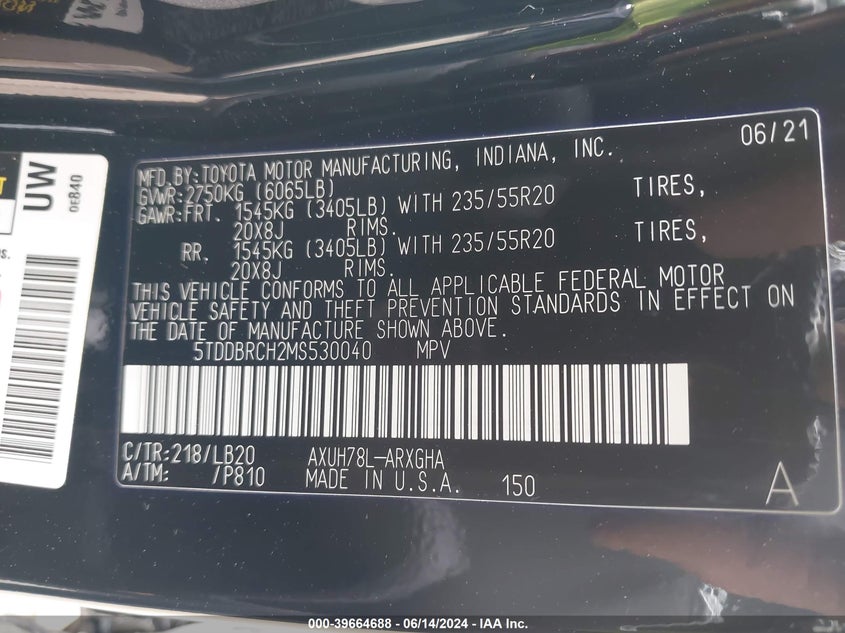 06/21
MFD.BY:TOYOTA MOTOR MANUFACTURING, INDIANA, INC.
GVWR:2750KG (6065LB)
GAWR:FRT. 1545KG (3405LB) WITH 235/55R20 TIRES,
20X8J RIMS.
RR. 1545KG (3405LB) WITH 235/55R20 TIRES,
20X8J RIMS.
THIS VEHICLE CONFORMS TO ALL APPLICABLE FEDERAL MOTOR
VEHICLE SAFETY AND THEFT PREVENTION STANDARDS IN EFFECT ON
THE DATE OF MANUFACTURE SHOWN ABOVE.
5TDDBRCH2MS530040 MPV
C/TR:218/LB20 AXUH78L-ARXGHA
A/TM: /P810 MADE IN U.S.A. 150
A
UW
0E840
000-39664688 - 06/14/2024 - IAA Inc.